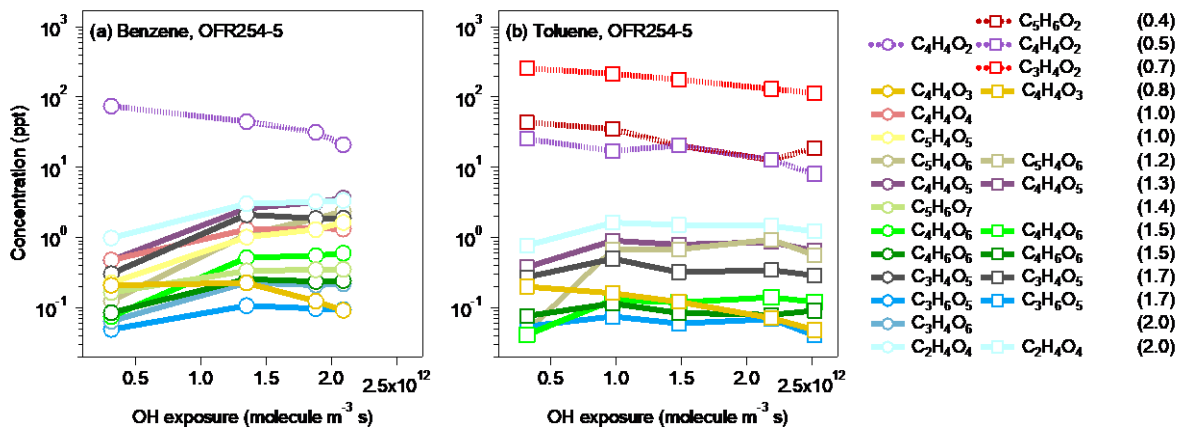 (a) Benzene, OFR254-5
(b) Toluene, OFR254-5
Concentration (ppt)
10³
10²
10¹
10⁰
10⁻¹
0.5 1.0 1.5 2.0 2.5x10¹²
OH exposure (molecule m⁻³ s)
10³
10²
10¹
10⁰
10⁻¹
0.5 1.0 1.5 2.0 2.5x10¹²
OH exposure (molecule m⁻³ s)
C₅H₆O₂ (0.4)
C₄H₄O₂ C₄H₄O₂ (0.5)
C₃H₄O₂ (0.7)
C₄H₄O₃ C₄H₄O₃ (0.8)
C₄H₄O₄ (1.0)
C₅H₄O₅ (1.0)
C₅H₄O₆ C₅H₄O₆ (1.2)
C₄H₄O₅ C₄H₄O₅ (1.3)
C₅H₆O₇ (1.4)
C₄H₄O₆ C₄H₄O₆ (1.5)
C₄H₆O₆ C₄H₆O₆ (1.5)
C₃H₄O₅ C₃H₄O₅ (1.7)
C₃H₆O₅ C₃H₆O₅ (1.7)
C₃H₄O₆ (2.0)
C₂H₄O₄ C₂H₄O₄ (2.0)